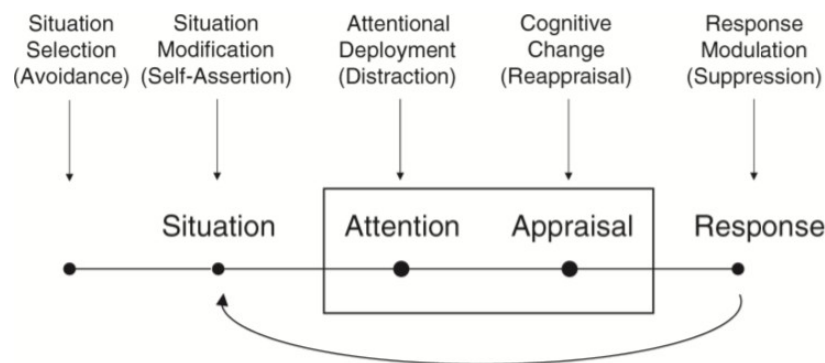 Situation
Selection
(Avoidance)
Situation
Modification
(Self-Assertion)
Attentional
Deployment
(Distraction)
Cognitive
Change
(Reappraisal)
Response
Modulation
(Suppression)
Situation
Attention
Appraisal
Response